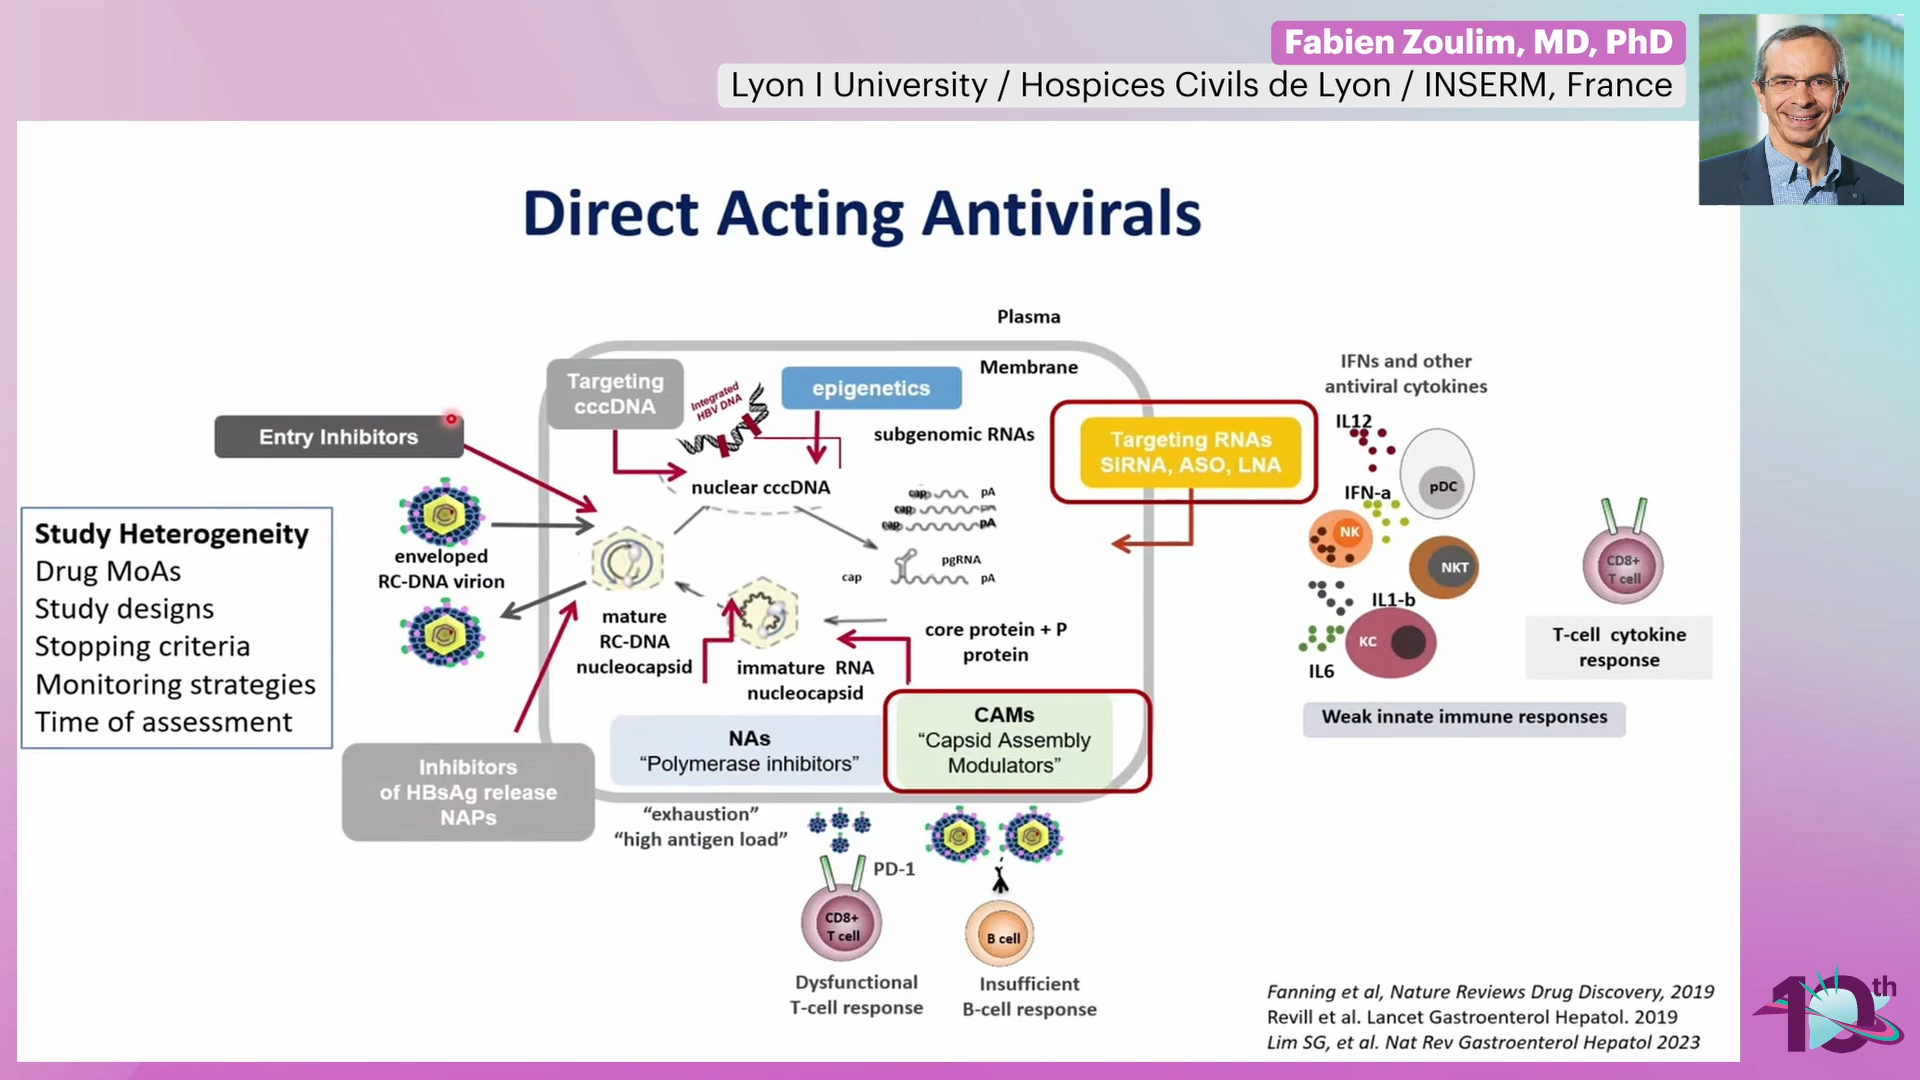 Fabien Zoulim, MD, PhD
Lyon I University / Hospices Civils de Lyon / INSERM, France
Direct Acting Antivirals
Plasma
Membrane
Targeting
cccDNA
Integrated
HBV DNA
epigenetics
subgenomic RNAs
Entry Inhibitors
Targeting RNAs
SiRNA, ASO, LNA
nuclear cccDNA
cap
pA
cap
cap
pA
pgRNA
cap
pA
enveloped
RC-DNA virion
mature
RC-DNA
nucleocapsid
immature RNA
nucleocapsid
core protein + P
protein
Study Heterogeneity
Drug MoAs
Study designs
Stopping criteria
Monitoring strategies
Time of assessment
Inhibitors
of HBsAg release
NAPs
NAs
“Polymerase inhibitors”
CAMs
“Capsid Assembly
Modulators”
“exhaustion”
“high antigen load”
PD-1
CD8+
T cell
B cell
Dysfunctional
T-cell response
Insufficient
B-cell response
IFNs and other
antiviral cytokines
IL12
pDC
IFN-a
NK
NKT
IL1-b
KC
IL6
CD8+
T cell
T-cell cytokine
response
Weak innate immune responses
Fanning et al, Nature Reviews Drug Discovery, 2019
Revill et al. Lancet Gastroenterol Hepatol. 2019
Lim SG, et al. Nat Rev Gastroenterol Hepatol 2023
10th